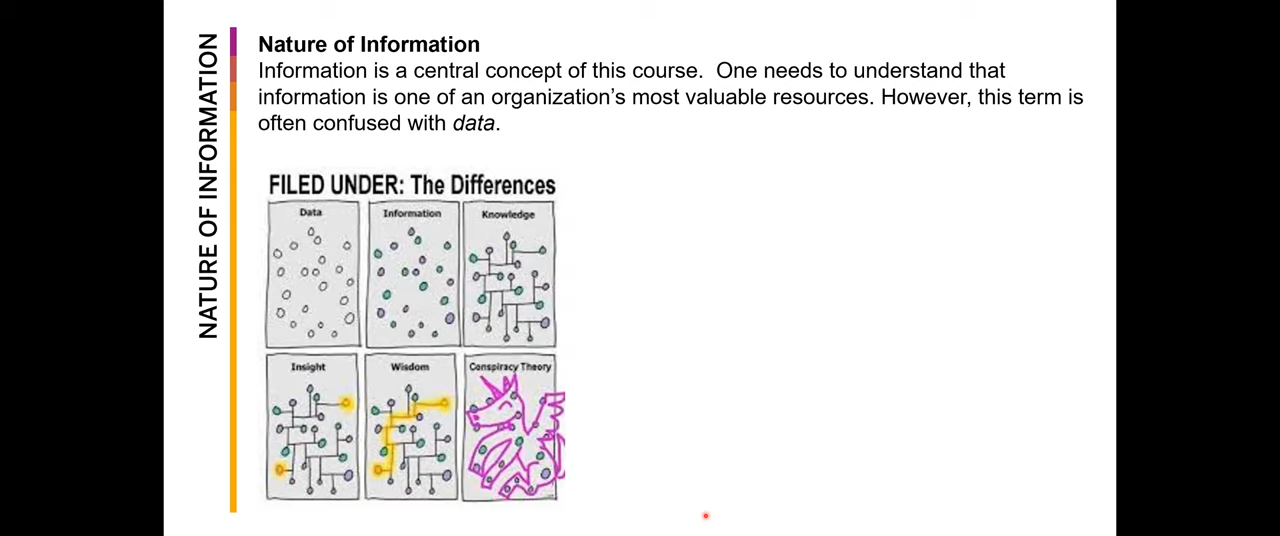 NATURE OF INFORMATION
Nature of Information
Information is a central concept of this course.  One needs to understand that
information is one of an organization’s most valuable resources. However, this term is
often confused with data.
FILED UNDER: The Differences
Data
Information
Knowledge
Insight
Wisdom
Conspiracy Theory